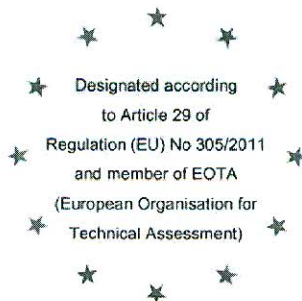 Designated according
to Article 29 of
Regulation (EU) No 305/2011
and member of EOTA
(European Organisation for
Technical Assessment)